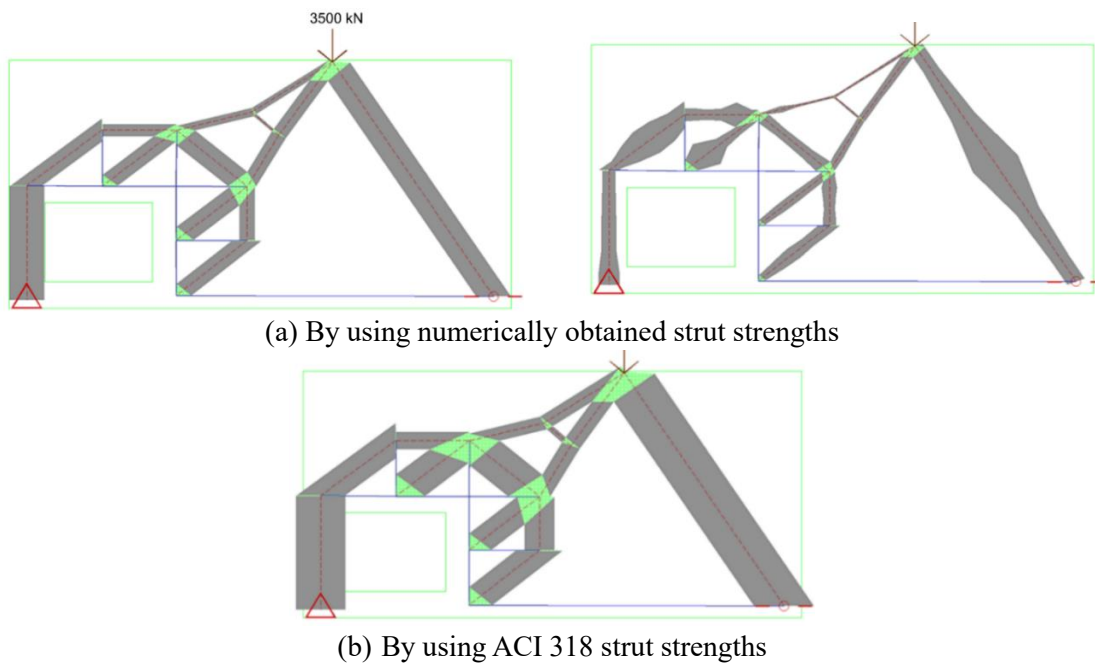 3500 kN
(a) By using numerically obtained strut strengths
(b) By using ACI 318 strut strengths